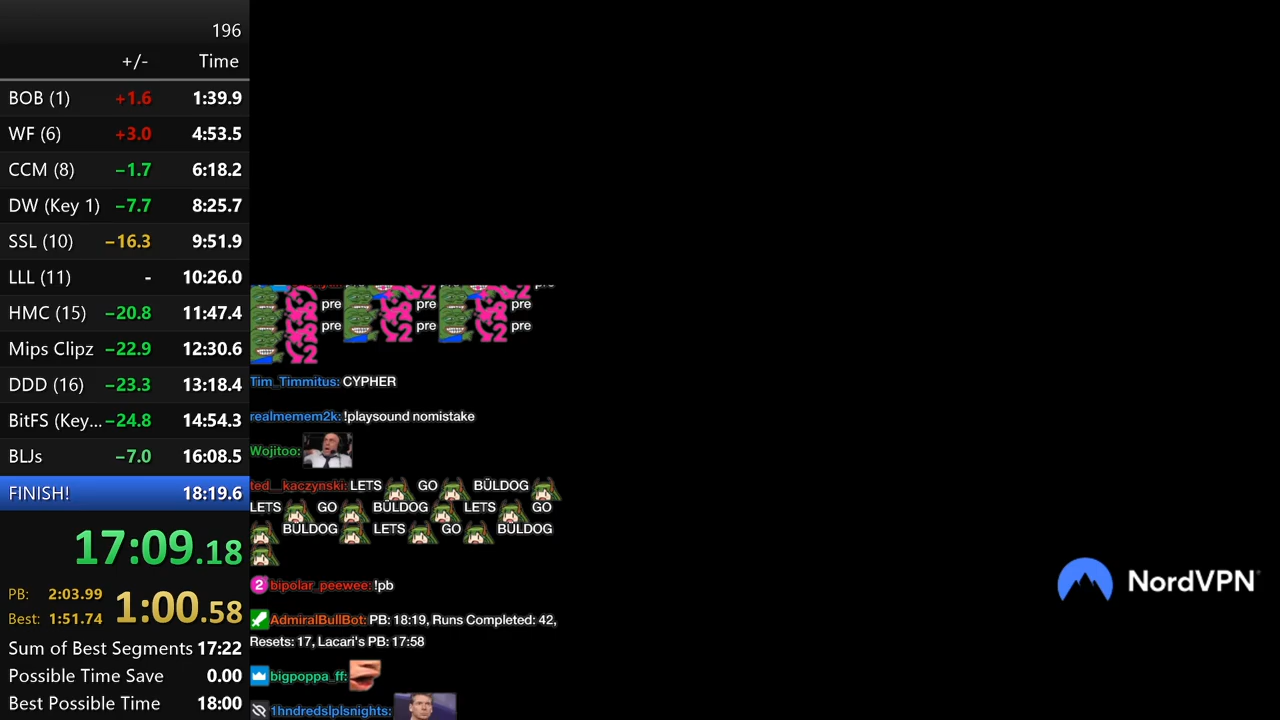 196
+/- Time
BOB (1) +1.6 1:39.9
WF (6) +3.0 4:53.5
CCM (8) −1.7 6:18.2
DW (Key 1) −7.7 8:25.7
SSL (10) −16.3 9:51.9
LLL (11) - 10:26.0
HMC (15) −20.8 11:47.4
Mips Clipz −22.9 12:30.6
DDD (16) −23.3 13:18.4
BitFS (Key... −24.8 14:54.3
BLJs −7.0 16:08.5
FINISH! 18:19.6
17:09.18
PB: 2:03.99 1:00.58
Best: 1:51.74
Sum of Best Segments 17:22
Possible Time Save 0.00
Best Possible Time 18:00
pre pre pre
pre pre pre
Tim_Timmitus: CYPHER
realmemem2k: !playsound nomistake
Wojitoo:
ted__kaczynski: LETS GO BÜLDOG
LETS GO BÜLDOG LETS GO
BÜLDOG LETS GO BÜLDOG
2 bipolar_peewee: !pb
AdmiralBullBot: PB: 18:19, Runs Completed: 42,
Resets: 17, Lacari's PB: 17:58
bigpoppa_ff:
1hndredslplsnights:
NordVPN